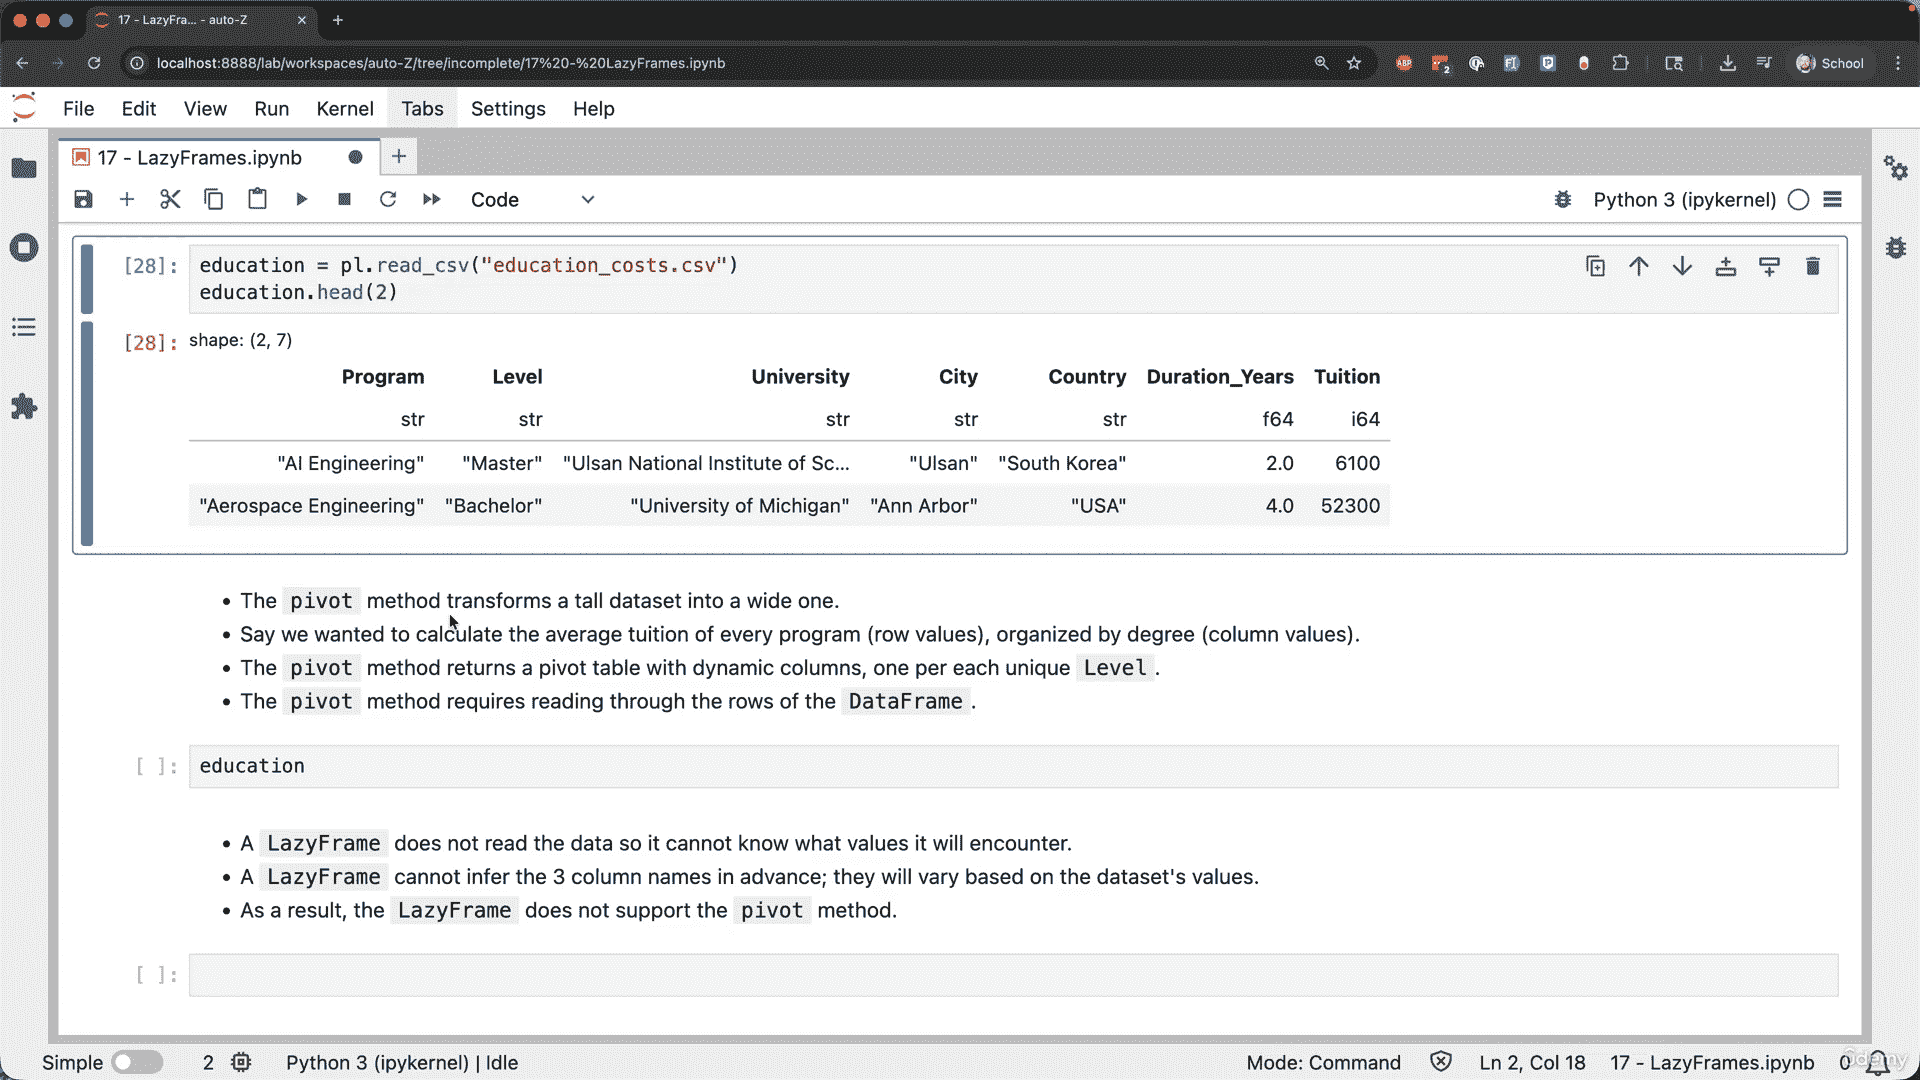 17 - LazyFra... - auto-Z
localhost:8888/lab/workspaces/auto-Z/tree/incomplete/17%20-%20LazyFrames.ipynb
ABP
2
School
File Edit View Run Kernel Tabs Settings Help
17 - LazyFrames.ipynb
Code
Python 3 (ipykernel)
[28]: education = pl.read_csv("education_costs.csv")
education.head(2)
[28]: shape: (2, 7)
Program Level University City Country Duration_Years Tuition
str str str str str f64 i64
"AI Engineering" "Master" "Ulsan National Institute of Sc... "Ulsan" "South Korea" 2.0 6100
"Aerospace Engineering" "Bachelor" "University of Michigan" "Ann Arbor" "USA" 4.0 52300
• The pivot method transforms a tall dataset into a wide one.
• Say we wanted to calculate the average tuition of every program (row values), organized by degree (column values).
• The pivot method returns a pivot table with dynamic columns, one per each unique Level.
• The pivot method requires reading through the rows of the DataFrame.
[ ]: education
• A LazyFrame does not read the data so it cannot know what values it will encounter.
• A LazyFrame cannot infer the 3 column names in advance; they will vary based on the dataset's values.
• As a result, the LazyFrame does not support the pivot method.
[ ]:
Simple 2 Python 3 (ipykernel) | Idle Mode: Command Ln 2, Col 18 17 - LazyFrames.ipynb 0
Udemy